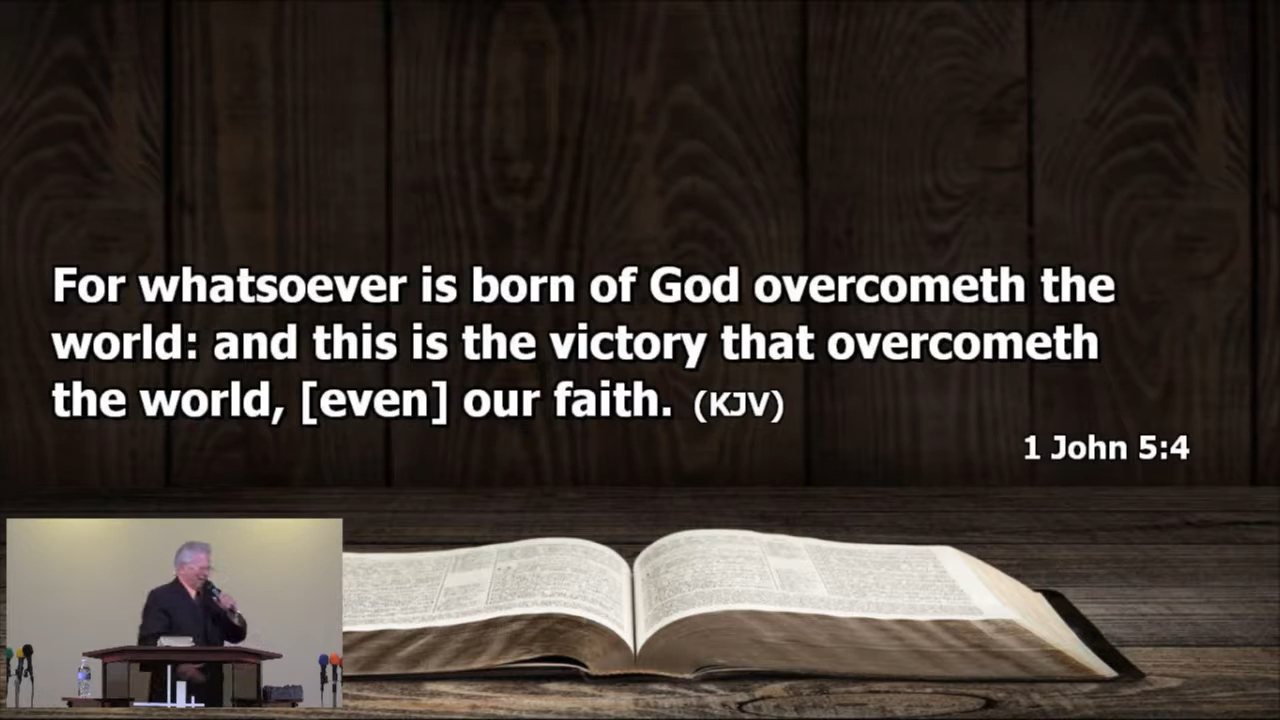 For whatsoever is born of God overcometh the
world: and this is the victory that overcometh
the world, [even] our faith. (KJV)
1 John 5:4